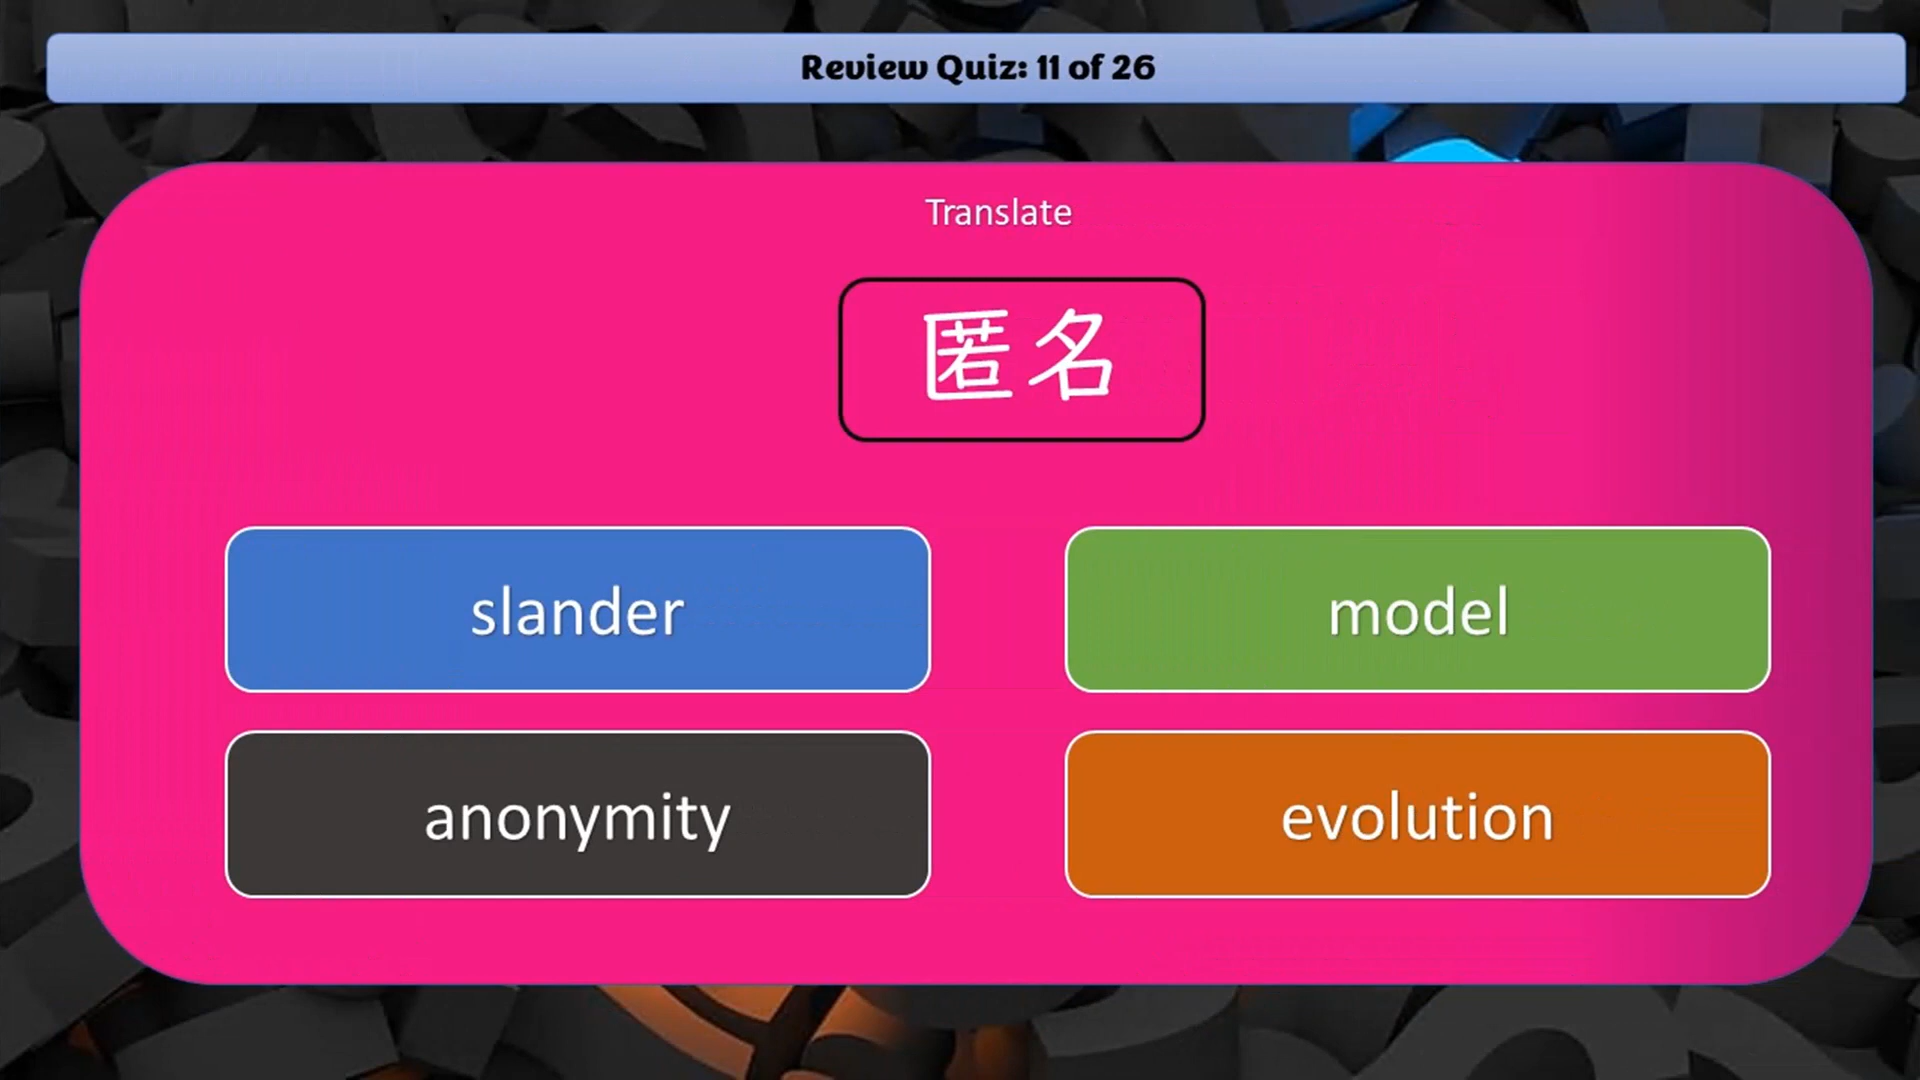 Review Quiz: 11 of 26
Translate
匿名
slander
model
anonymity
evolution